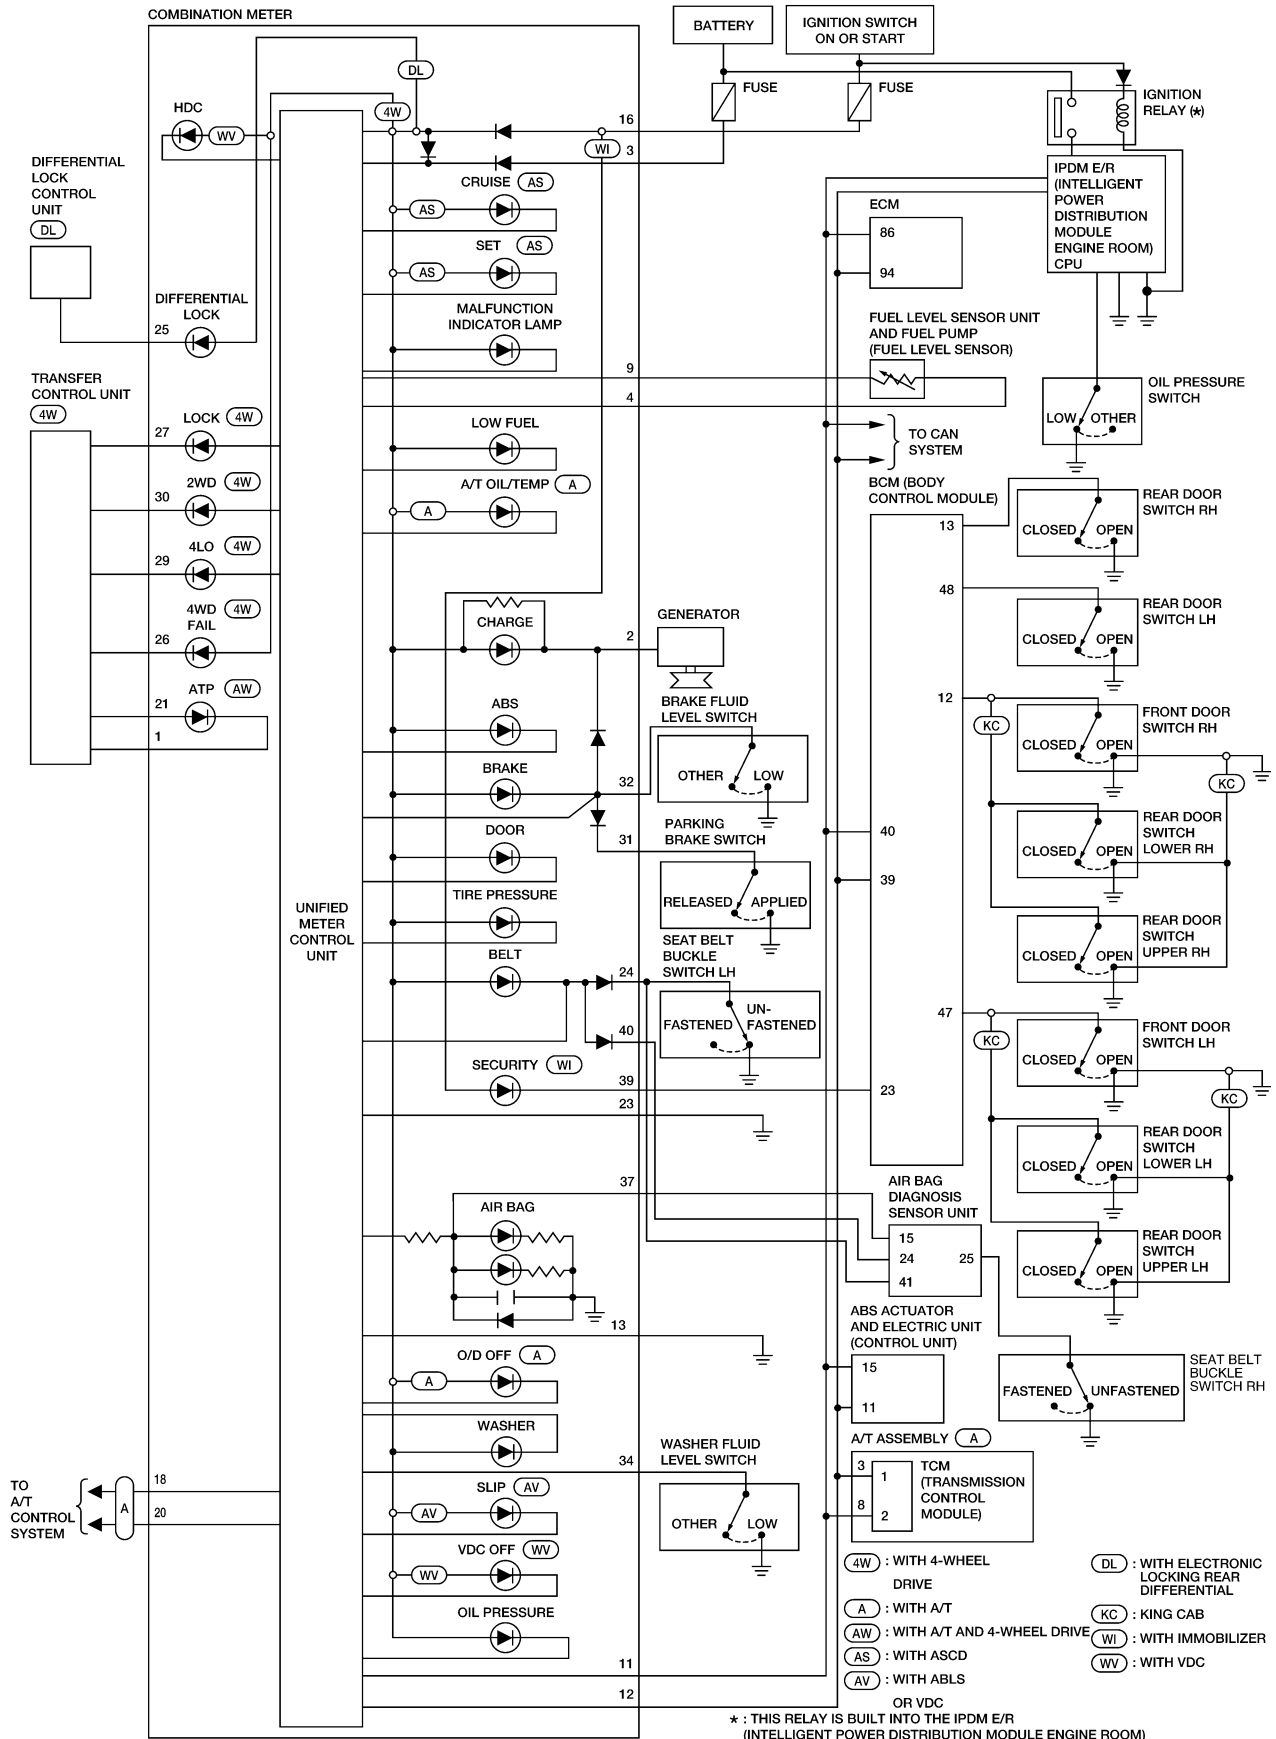 COMBINATION METER
BATTERY
IGNITION SWITCH
ON OR START
DL
FUSE
FUSE
IGNITION
RELAY (*)
HDC
WV
4W
16
WI
3
DIFFERENTIAL
LOCK
CONTROL
UNIT
DL
CRUISE AS
AS
SET AS
AS
ECM
86
94
IPDM E/R
(INTELLIGENT
POWER
DISTRIBUTION
MODULE
ENGINE ROOM)
CPU
DIFFERENTIAL
LOCK
25
MALFUNCTION
INDICATOR LAMP
FUEL LEVEL SENSOR UNIT
AND FUEL PUMP
(FUEL LEVEL SENSOR)
9
4
TRANSFER
CONTROL UNIT
4W
OIL PRESSURE
SWITCH
LOW OTHER
27
LOCK 4W
LOW FUEL
TO CAN
SYSTEM
30
2WD 4W
A/T OIL/TEMP A
A
BCM (BODY
CONTROL MODULE)
13
REAR DOOR
SWITCH RH
CLOSED OPEN
29
4LO 4W
48
REAR DOOR
SWITCH LH
CLOSED OPEN
26
4WD 4W
FAIL
CHARGE
2
GENERATOR
21
ATP AW
1
ABS
BRAKE FLUID
LEVEL SWITCH
OTHER LOW
12
KC
FRONT DOOR
SWITCH RH
CLOSED OPEN
KC
BRAKE
32
DOOR
31
PARKING
BRAKE SWITCH
RELEASED APPLIED
40
39
REAR DOOR
SWITCH
LOWER RH
CLOSED OPEN
TIRE PRESSURE
UNIFIED
METER
CONTROL
UNIT
REAR DOOR
SWITCH
UPPER RH
CLOSED OPEN
BELT
24
SEAT BELT
BUCKLE
SWITCH LH
FASTENED
UN-
FASTENED
40
47
KC
FRONT DOOR
SWITCH LH
CLOSED OPEN
KC
SECURITY WI
39
23
23
REAR DOOR
SWITCH
LOWER LH
CLOSED OPEN
37
AIR BAG
AIR BAG
DIAGNOSIS
SENSOR UNIT
15
24
41
25
REAR DOOR
SWITCH
UPPER LH
CLOSED OPEN
13
ABS ACTUATOR
AND ELECTRIC UNIT
(CONTROL UNIT)
15
11
O/D OFF A
A
SEAT BELT
BUCKLE
SWITCH RH
FASTENED UNFASTENED
WASHER
34
WASHER FLUID
LEVEL SWITCH
OTHER LOW
A/T ASSEMBLY A
3
8
1
2
TCM
(TRANSMISSION
CONTROL
MODULE)
TO
A/T
CONTROL
SYSTEM
A
18
20
SLIP AV
AV
VDC OFF WV
WV
OIL PRESSURE
11
12
4W : WITH 4-WHEEL
DRIVE
A : WITH A/T
AW : WITH A/T AND 4-WHEEL DRIVE
AS : WITH ASCD
AV : WITH ABLS
OR VDC
DL : WITH ELECTRONIC
LOCKING REAR
DIFFERENTIAL
KC : KING CAB
WI : WITH IMMOBILIZER
WV : WITH VDC
* : THIS RELAY IS BUILT INTO THE IPDM E/R
(INTELLIGENT POWER DISTRIBUTION MODULE ENGINE ROOM)